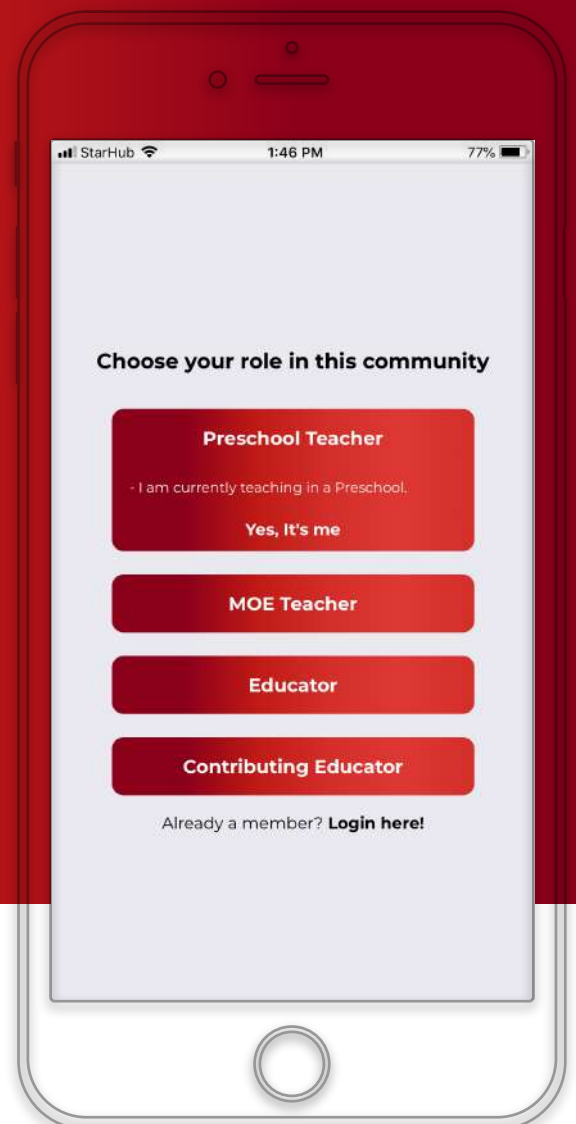 StarHub 1:46 PM 77%
Choose your role in this community
Preschool Teacher
- I am currently teaching in a Preschool.
Yes, It's me
MOE Teacher
Educator
Contributing Educator
Already a member? Login here!